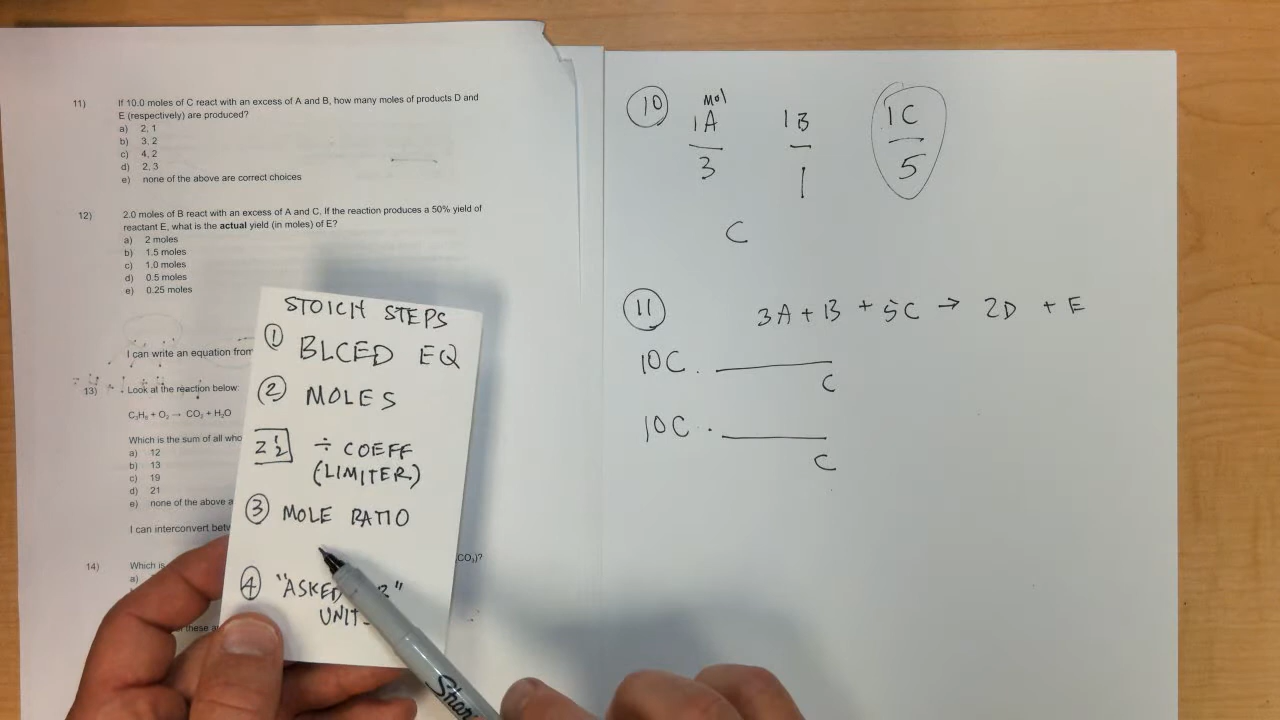 11) If 10.0 moles of C react with an excess of A and B, how many moles of products D and
E (respectively) are produced?
a) 2, 1
b) 3, 2
c) 4, 2
d) 2, 3
e) none of the above are correct choices
12) 2.0 moles of B react with an excess of A and C. If the reaction produces a 50% yield of
reactant E, what is the actual yield (in moles) of E?
a) 2 moles
b) 1.5 moles
c) 1.0 moles
d) 0.5 moles
e) 0.25 moles
I can write an equation from
13) Look at the reaction below:
C₃H₈ + O₂ → CO₂ + H₂O
Which is the sum of all who
a) 12
b) 13
c) 19
d) 21
e) none of the above a
I can interconvert betw
14) Which is
CO₃)?
a)
these a
STOICH STEPS
① BLCED EQ
② MOLES
2 1/2 ÷ COEFF
(LIMITER)
③ MOLE RATIO
④ "ASKED
UNIT
Shar
10
mol
1A 1B 1C
3 1 5
C
11 3A + B + 5C → 2D + E
10C . 
C
10C . 
C